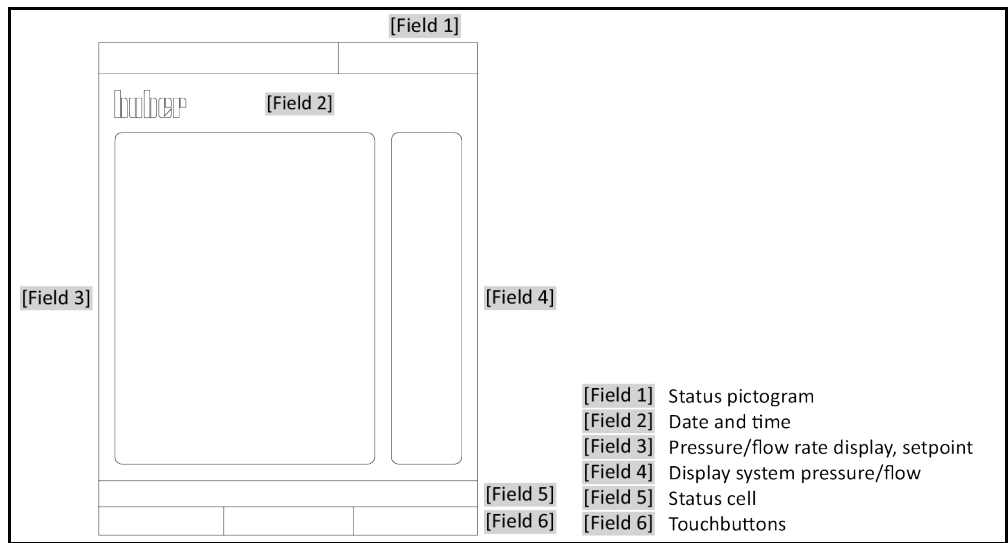 [Field 1]
huber
[Field 2]
[Field 3]
[Field 4]
[Field 5]
[Field 6]
[Field 1] Status pictogram
[Field 2] Date and time
[Field 3] Pressure/flow rate display, setpoint
[Field 4] Display system pressure/flow
[Field 5] Status cell
[Field 6] Touchbuttons